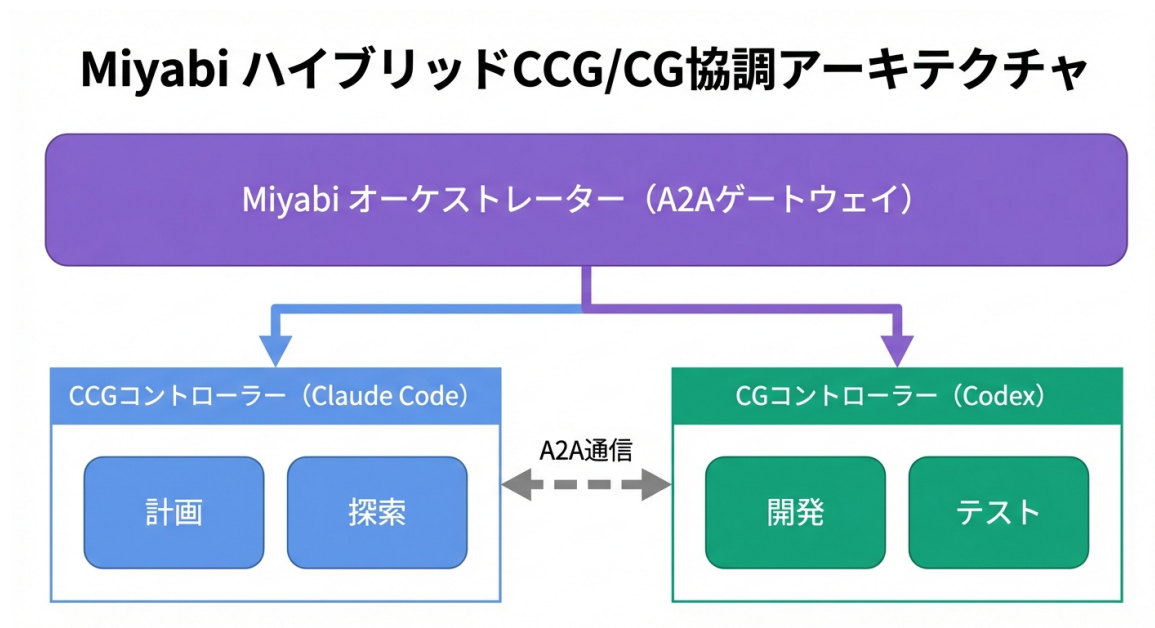 Miyabi ハイブリッドCCG/CG協調アーキテクチャ
Miyabi オーケストレーター（A2Aゲートウェイ）
CCGコントローラー（Claude Code）
CGコントローラー（Codex）
A2A通信
計画
探索
開発
テスト